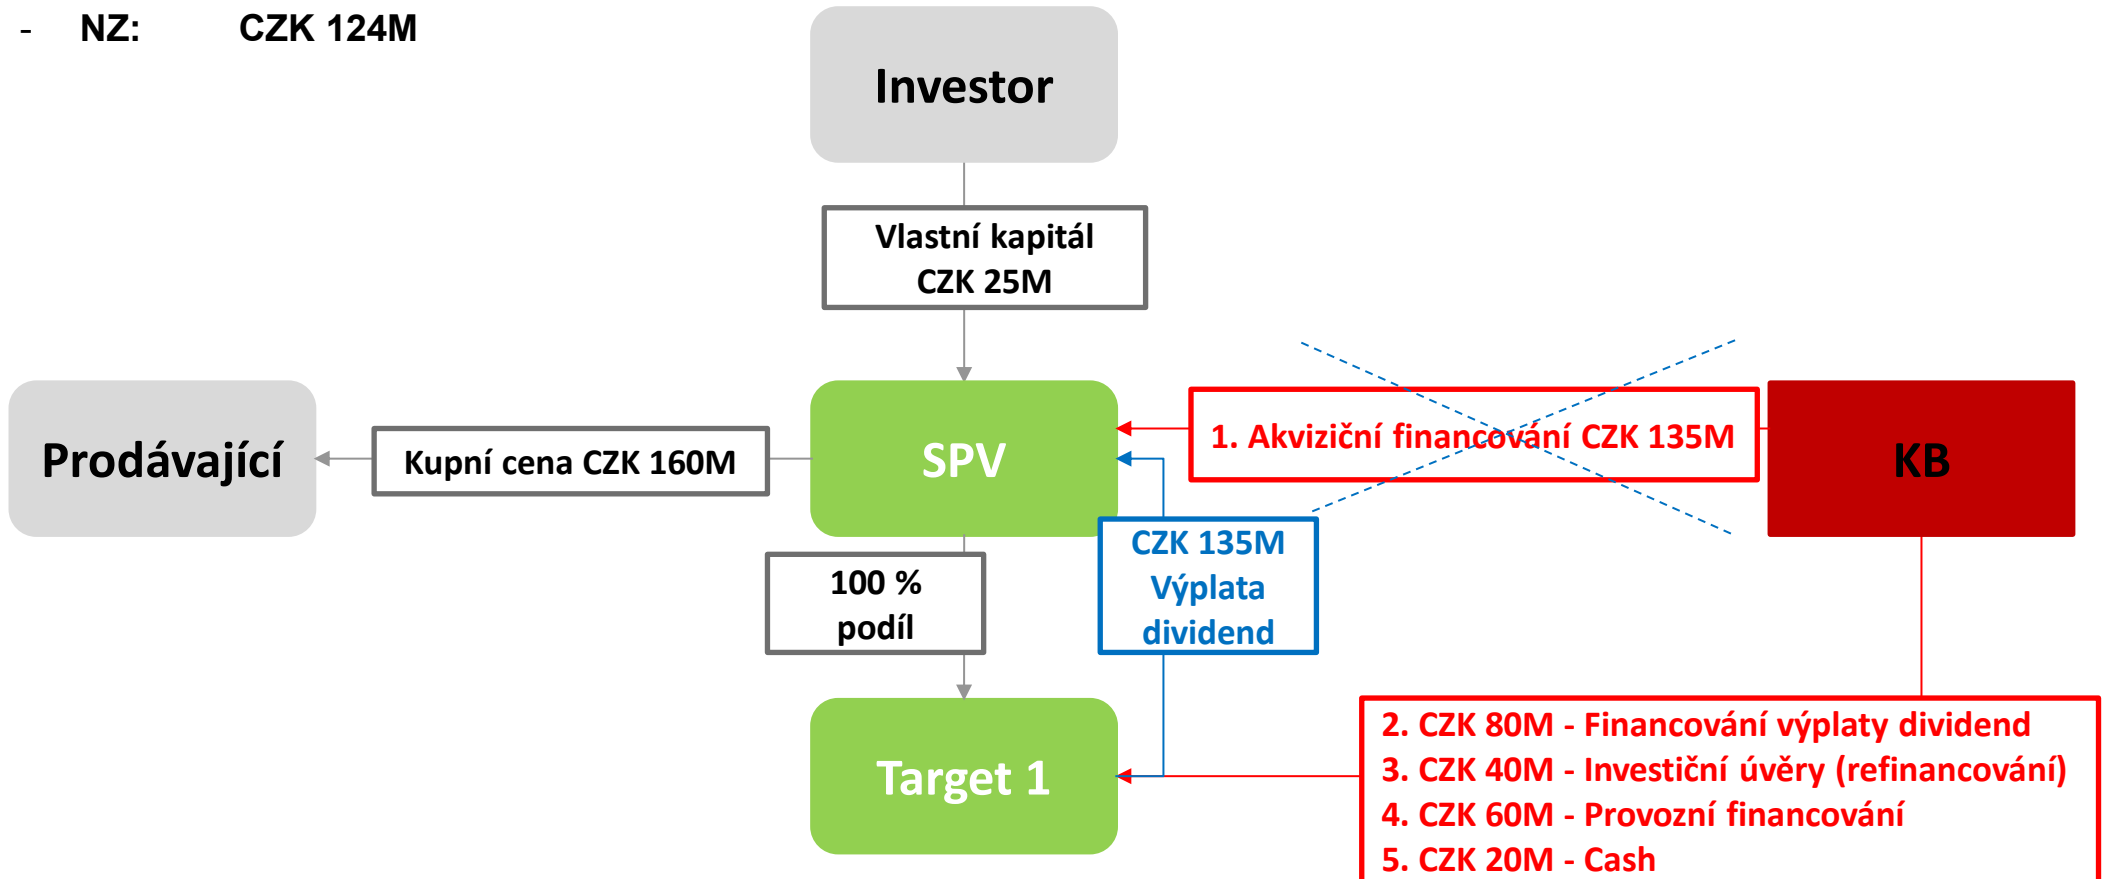 - NZ: CZK 124M
Investor
Vlastní kapitál
CZK 25M
Prodávající
Kupní cena CZK 160M
SPV
1. Akviziční financování CZK 135M
KB
CZK 135M
Výplata
dividend
100 %
podíl
Target 1
2. CZK 80M - Financování výplaty dividend
3. CZK 40M - Investiční úvěry (refinancování)
4. CZK 60M - Provozní financování
5. CZK 20M - Cash